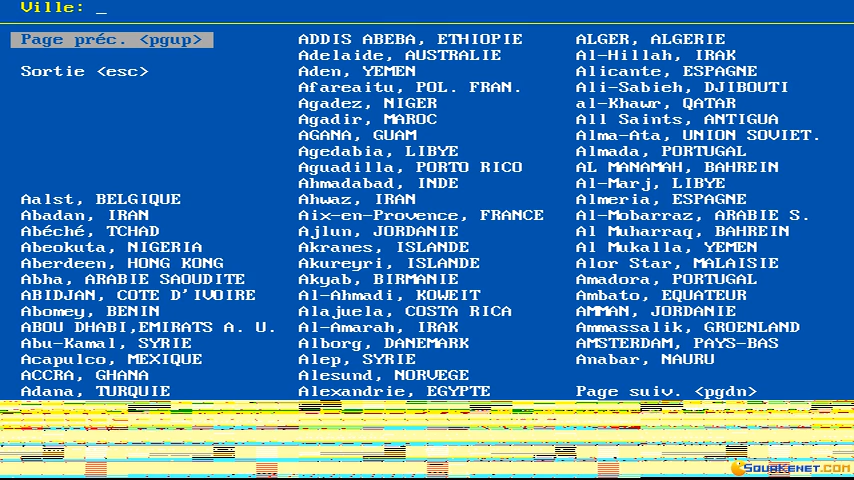 Ville: _
Page préc. <pgup>
Sortie <esc>
Aalst, BELGIQUE
Abadan, IRAN
Abéché, TCHAD
Abeokuta, NIGERIA
Aberdeen, HONG KONG
Abha, ARABIE SAOUDITE
ABIDJAN, COTE D'IVOIRE
Abomey, BENIN
ABOU DHABI,EMIRATS A. U.
Abu-Kamal, SYRIE
Acapulco, MEXIQUE
ACCRA, GHANA
Adana, TURQUIE
ADDIS ABEBA, ETHIOPIE
Adelaide, AUSTRALIE
Aden, YEMEN
Afareaitu, POL. FRAN.
Agadez, NIGER
Agadir, MAROC
AGANA, GUAM
Agedabia, LIBYE
Aguadilla, PORTO RICO
Ahmadabad, INDE
Ahwaz, IRAN
Aix-en-Provence, FRANCE
Ajlun, JORDANIE
Akranes, ISLANDE
Akureyri, ISLANDE
Akyab, BIRMANIE
Al-Ahmadi, KOWEIT
Alajuela, COSTA RICA
Al-Amarah, IRAK
Alborg, DANEMARK
Alep, SYRIE
Alesund, NORVEGE
Alexandrie, EGYPTE
ALGER, ALGERIE
Al-Hillah, IRAK
Alicante, ESPAGNE
Ali-Sabieh, DJIBOUTI
al-Khawr, QATAR
All Saints, ANTIGUA
Alma-Ata, UNION SOVIET.
Almada, PORTUGAL
AL MANAMAH, BAHREIN
Al-Marj, LIBYE
Almeria, ESPAGNE
Al-Mobarraz, ARABIE S.
Al Muharraq, BAHREIN
Al Mukalla, YEMEN
Alor Star, MALAISIE
Amadora, PORTUGAL
Ambato, EQUATEUR
AMMAN, JORDANIE
Ammassalik, GROENLAND
AMSTERDAM, PAYS-BAS
Anabar, NAURU
Page suiv. <pgdn>
SQUAKENET.COM